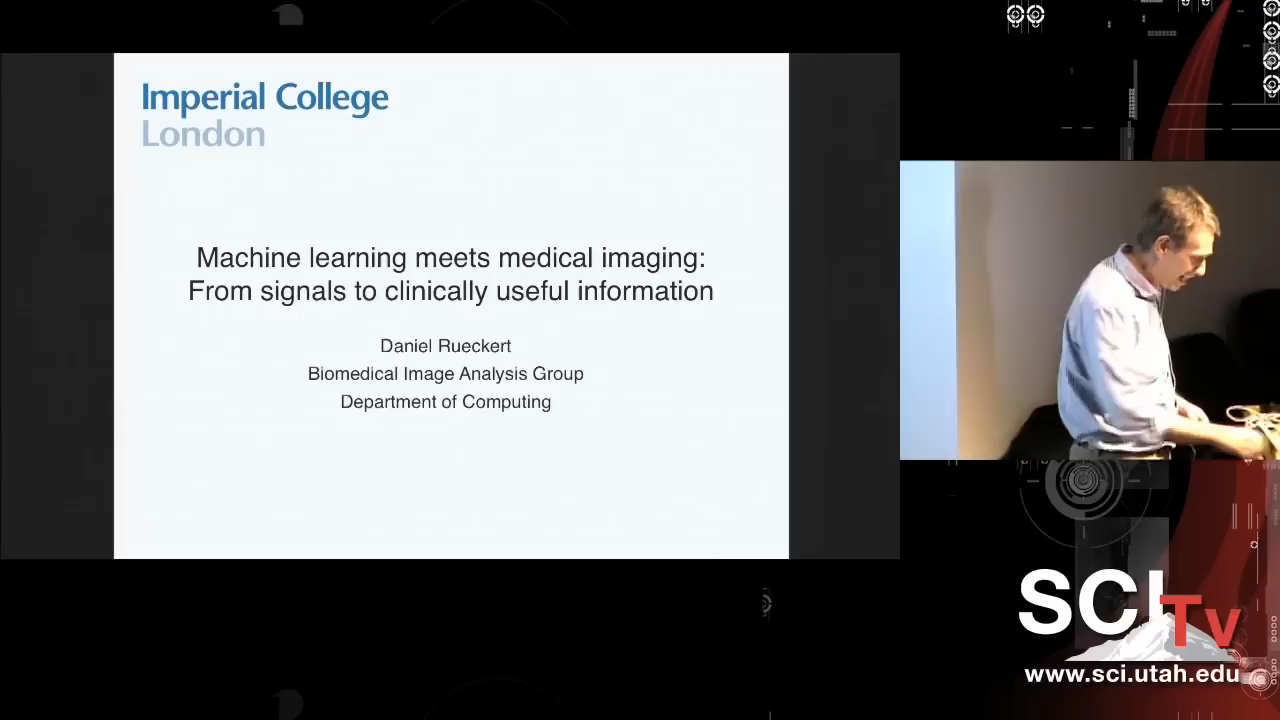 Imperial College
London
Machine learning meets medical imaging:
From signals to clinically useful information
Daniel Rueckert
Biomedical Image Analysis Group
Department of Computing
SCI
TV
www.sci.utah.edu